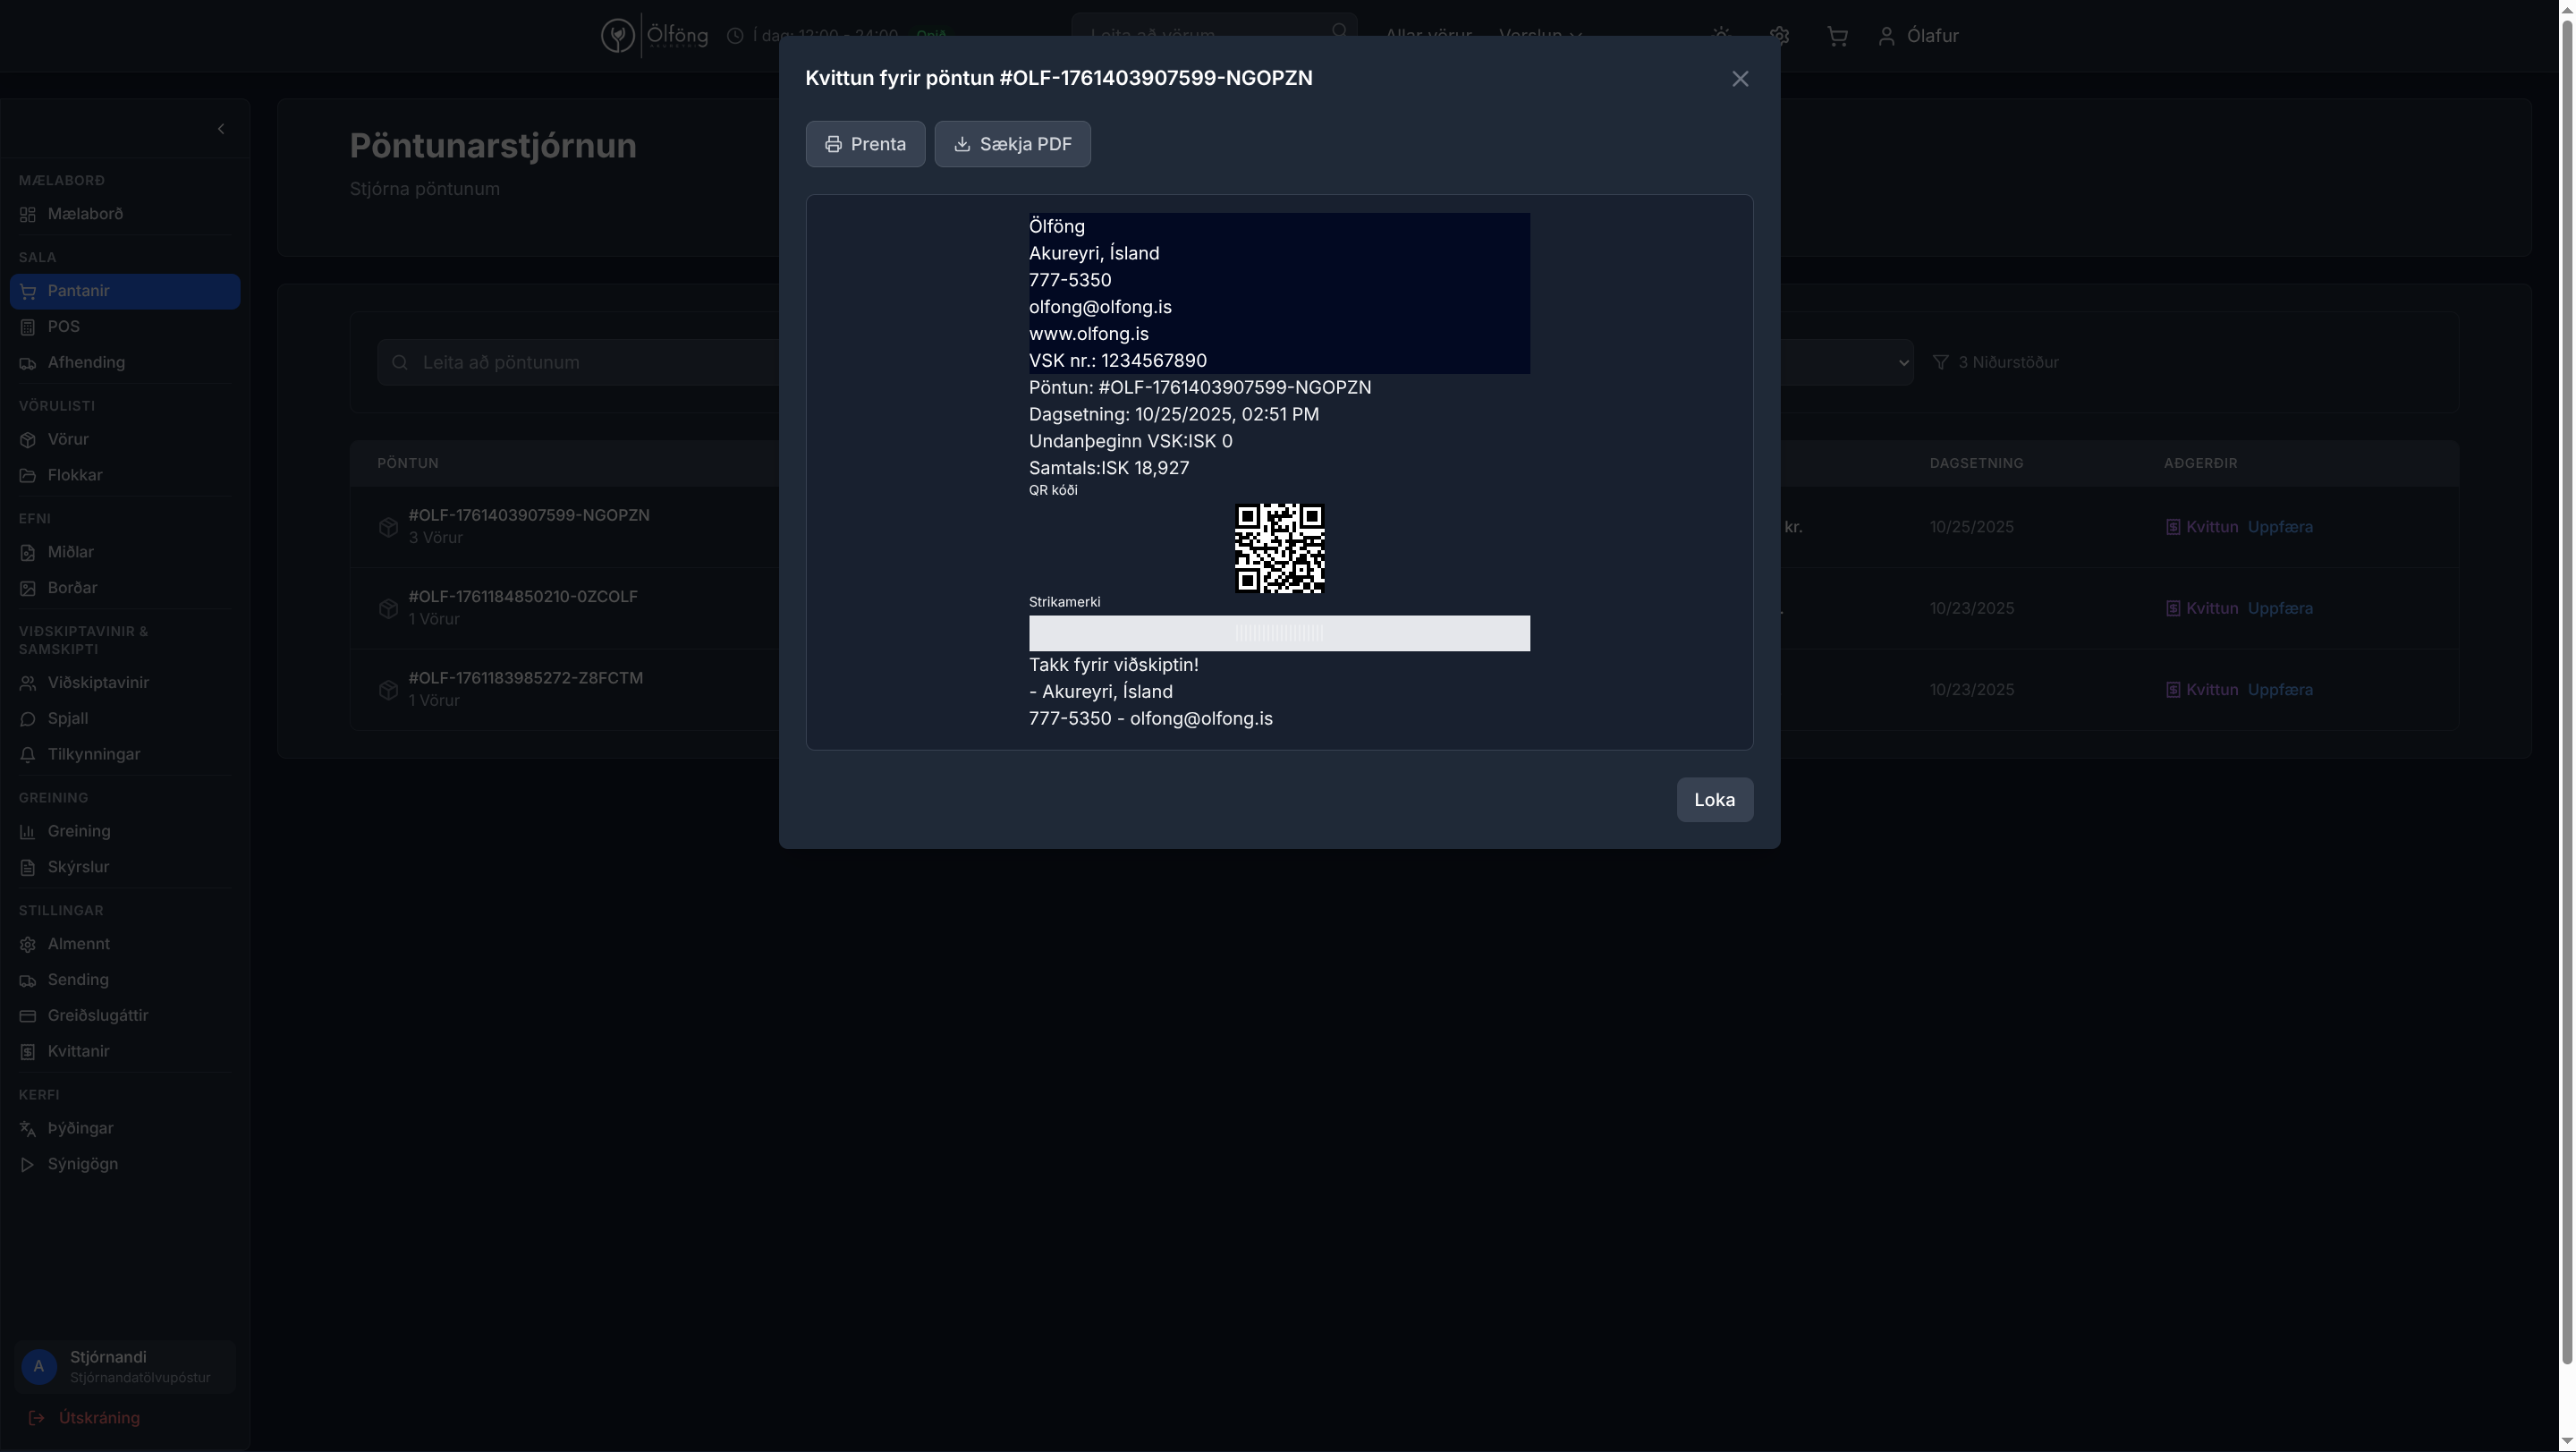 Ölföng
AKUREYRI
Í dag: 12:00 - 24:00
Opið
Leita að vörum
Allar vörur
Verslun
Ólafur
MÆLABORÐ
Mælaborð
SALA
Pantanir
POS
Afhending
VÖRULISTI
Vörur
Flokkar
EFNI
Miðlar
Borðar
VIÐSKIPTAVINIR &
SAMSKIPTI
Viðskiptavinir
Spjall
Tilkynningar
GREINING
Greining
Skýrslur
STILLINGAR
Almennt
Sending
Greiðslugáttir
Kvittanir
KERFI
Þýðingar
Sýnigögn
A
Stjórnandi
Stjórnandatölvupóstur
Útskráning
Pöntunarstjórnun
Stjórna pöntunum
Leita að pöntunum
3 Niðurstöður
PÖNTUN
DAGSETNING
AÐGERÐIR
#OLF-1761403907599-NGOPZN
3 Vörur
kr.
10/25/2025
Kvittun Uppfæra
#OLF-1761184850210-0ZCOLF
1 Vörur
10/23/2025
Kvittun Uppfæra
#OLF-1761183985272-Z8FCTM
1 Vörur
10/23/2025
Kvittun Uppfæra
Kvittun fyrir pöntun #OLF-1761403907599-NGOPZN
Prenta
Sækja PDF
Ölföng
Akureyri, Ísland
777-5350
olfong@olfong.is
www.olfong.is
VSK nr.: 1234567890
Pöntun: #OLF-1761403907599-NGOPZN
Dagsetning: 10/25/2025, 02:51 PM
Undanþeginn VSK:ISK 0
Samtals:ISK 18,927
QR kóði
Strikamerki
Takk fyrir viðskiptin!
- Akureyri, Ísland
777-5350 - olfong@olfong.is
Loka